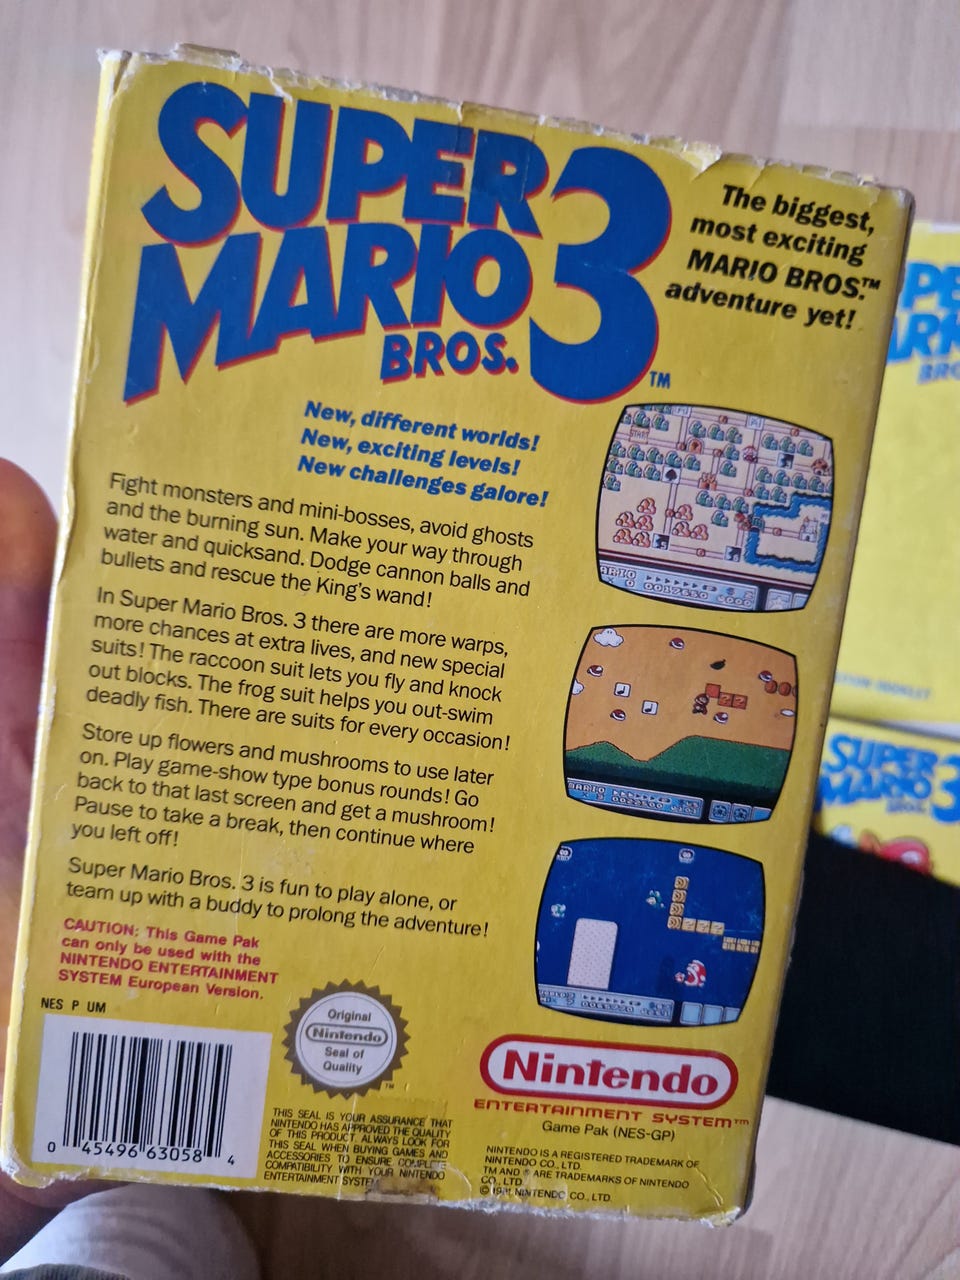 SUPER
MARIO
BROS. 3 ™
The biggest,
most exciting
MARIO BROS.™
adventure yet!
New, different worlds!
New, exciting levels!
New challenges galore!
Fight monsters and mini-bosses, avoid ghosts
and the burning sun. Make your way through
water and quicksand. Dodge cannon balls and
bullets and rescue the King's wand!
In Super Mario Bros. 3 there are more warps,
more chances at extra lives, and new special
suits! The raccoon suit lets you fly and knock
out blocks. The frog suit helps you out-swim
deadly fish. There are suits for every occasion!
Store up flowers and mushrooms to use later
on. Play game-show type bonus rounds! Go
back to that last screen and get a mushroom!
Pause to take a break, then continue where
you left off!
Super Mario Bros. 3 is fun to play alone, or
team up with a buddy to prolong the adventure!
CAUTION: This Game Pak
can only be used with the
NINTENDO ENTERTAINMENT
SYSTEM European Version.
NES P UM
0 45496 63058 4
Original
Nintendo
Seal of
Quality
™
THIS SEAL IS YOUR ASSURANCE THAT
NINTENDO HAS APPROVED THE QUALITY
OF THIS PRODUCT. ALWAYS LOOK FOR
THIS SEAL WHEN BUYING GAMES AND
ACCESSORIES TO ENSURE COMPLETE
COMPATIBILITY WITH YOUR NINTENDO
ENTERTAINMENT SYSTEM
START
Nintendo
ENTERTAINMENT SYSTEM™
Game Pak (NES-GP)
NINTENDO IS A REGISTERED TRADEMARK OF
NINTENDO CO., LTD.
TM AND ® ARE TRADEMARKS OF NINTENDO
CO., LTD.
NINTENDO CO., LTD.
SUPER
MARIO 3
BROS.